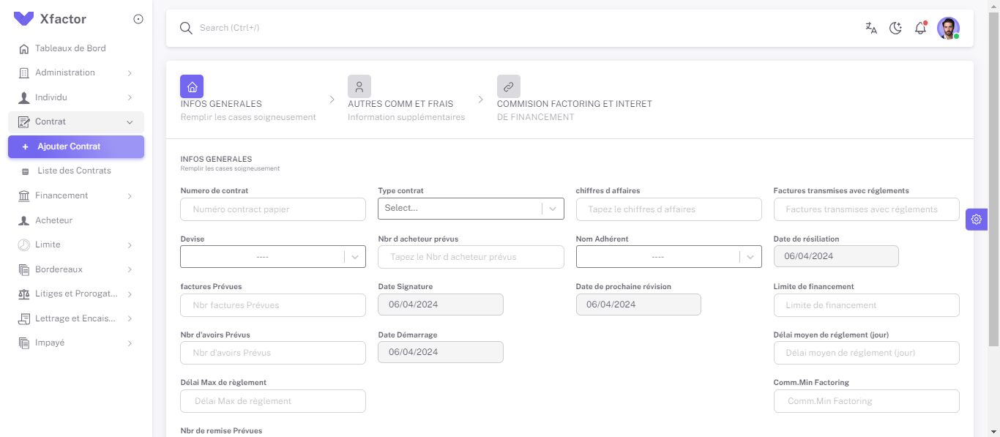 Xfactor
Tableaux de Bord
Administration
Individu
Contrat
+ Ajouter Contrat
Liste des Contrats
Financement
Acheteur
Limite
Bordereaux
Litiges et Prorogat...
Lettrage et Encais...
Impayé
Search (Ctrl+/)
INFOS GENERALES
Remplir les cases soigneusement
AUTRES COMM ET FRAIS
Information supplémentaires
COMMISION FACTORING ET INTERET
DE FINANCEMENT
INFOS GENERALES
Remplir les cases soigneusement
Numero de contrat
Numéro contract papier
Type contrat
Select...
chiffres d affaires
Tapez le chiffres d affaires
Factures transmises avec réglements
Factures transmises avec réglements
Devise
----
Nbr d acheteur prévus
Tapez le Nbr d acheteur prévus
Nom Adhérent
----
Date de résiliation
06/04/2024
factures Prévues
Nbr factures Prévues
Date Signature
06/04/2024
Date de prochaine révision
06/04/2024
Limite de financement
Limite de financement
Nbr d'avoirs Prévus
Nbr d'avoirs Prévus
Date Démarrage
06/04/2024
Délai moyen de réglement (jour)
Délai moyen de réglement (jour)
Délai Max de règlement
Délai Max de règlement
Comm.Min Factoring
Comm.Min Factoring
Nbr de remise Prévues